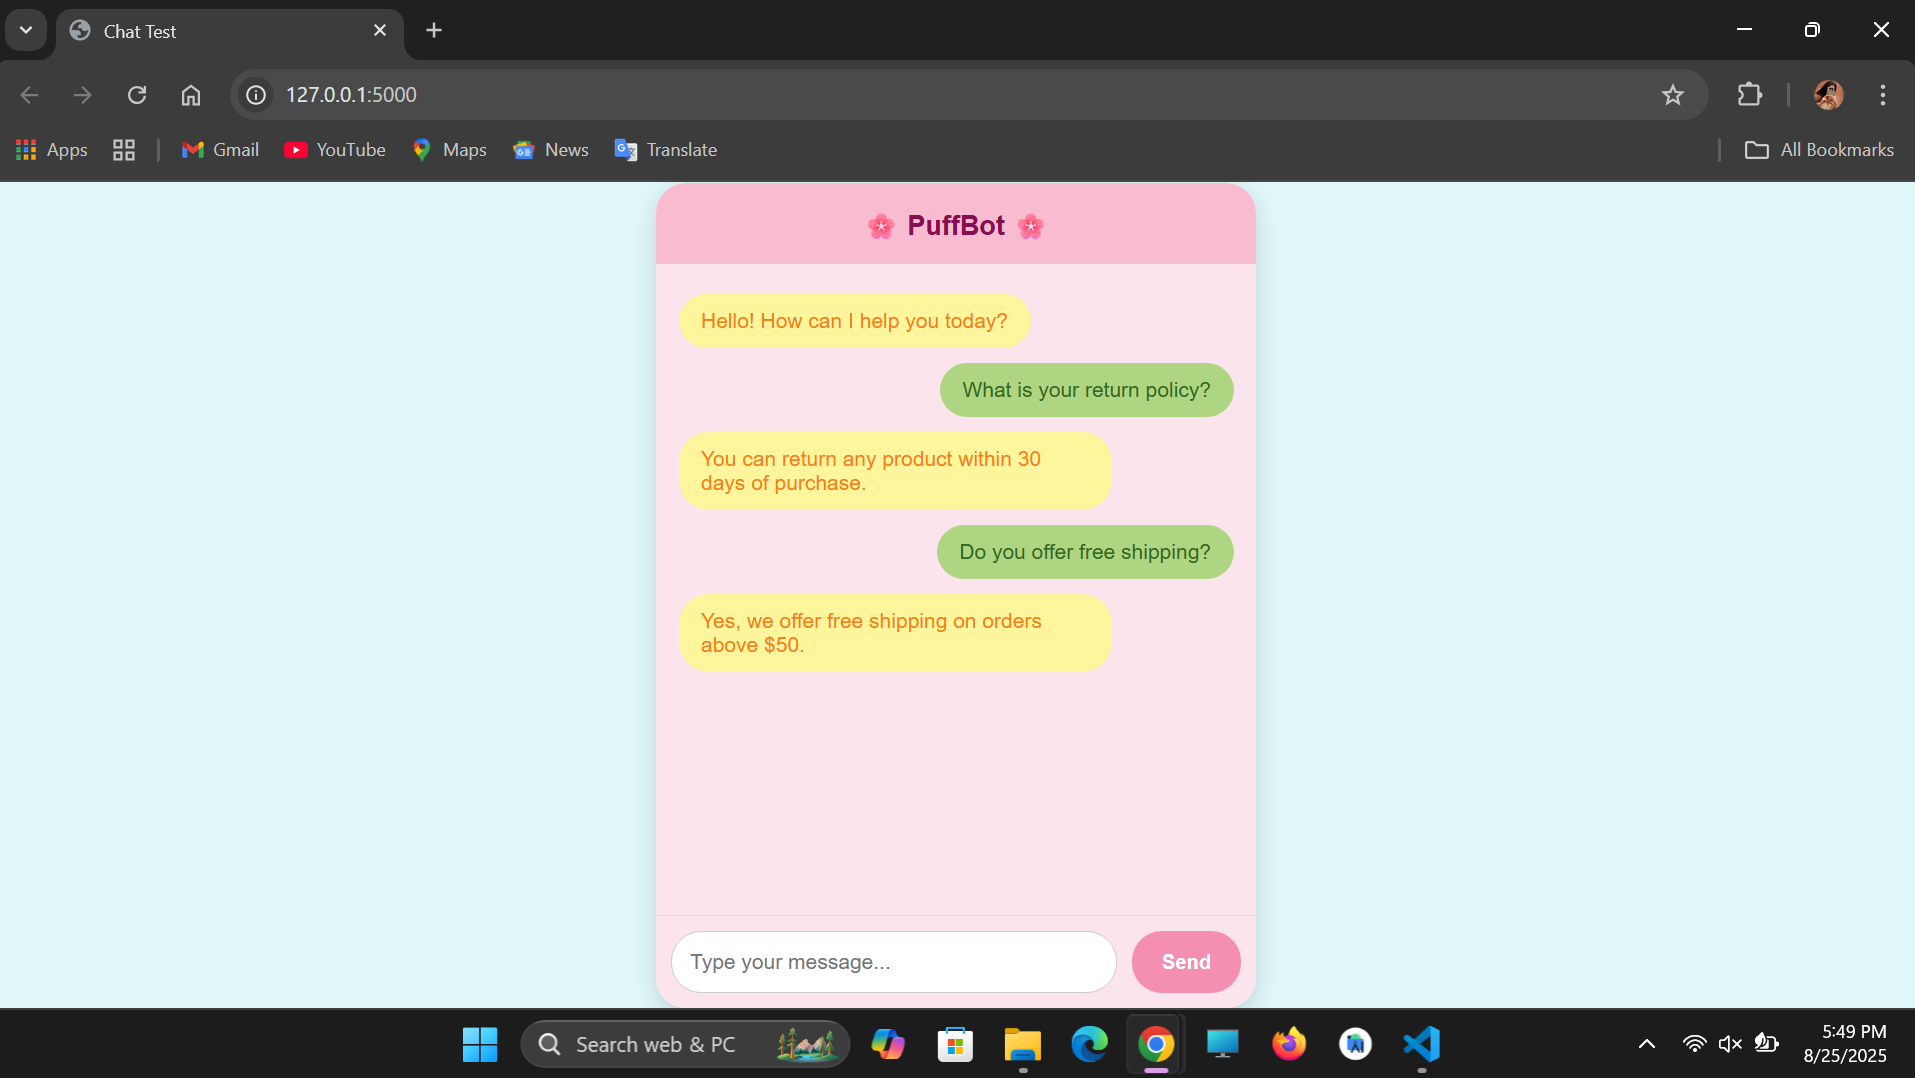 Chat Test
127.0.0.1:5000
Apps Gmail YouTube Maps News Translate All Bookmarks
🌸 PuffBot 🌸
Hello! How can I help you today?
What is your return policy?
You can return any product within 30
days of purchase.
Do you offer free shipping?
Yes, we offer free shipping on orders
above $50.
Type your message... Send
Search web & PC
5:49 PM
8/25/2025